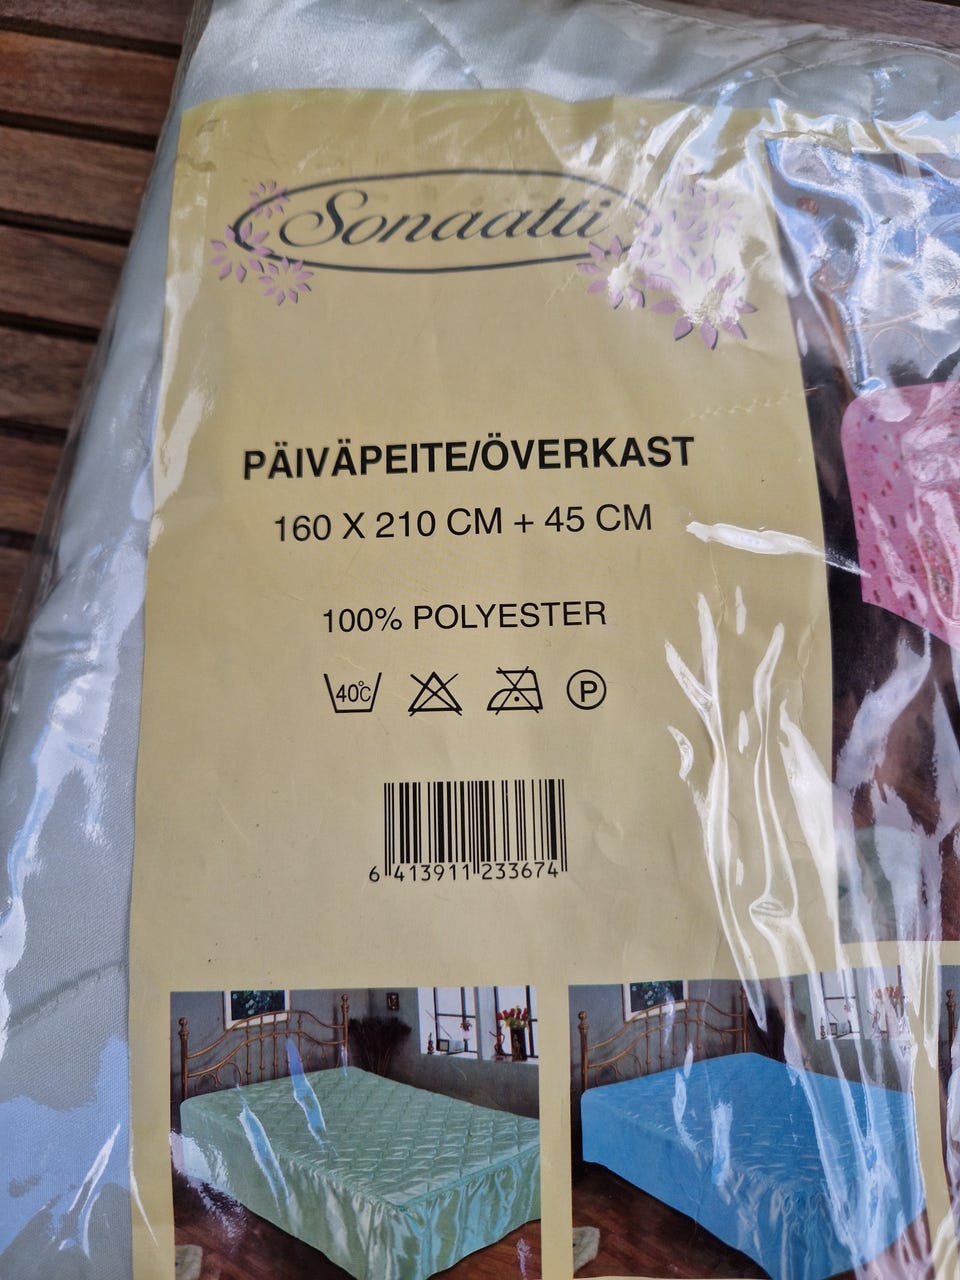 Sonaatti
PÄIVÄPEITE/ÖVERKAST
160 X 210 CM + 45 CM
100% POLYESTER
40°C P
6 413911 233674